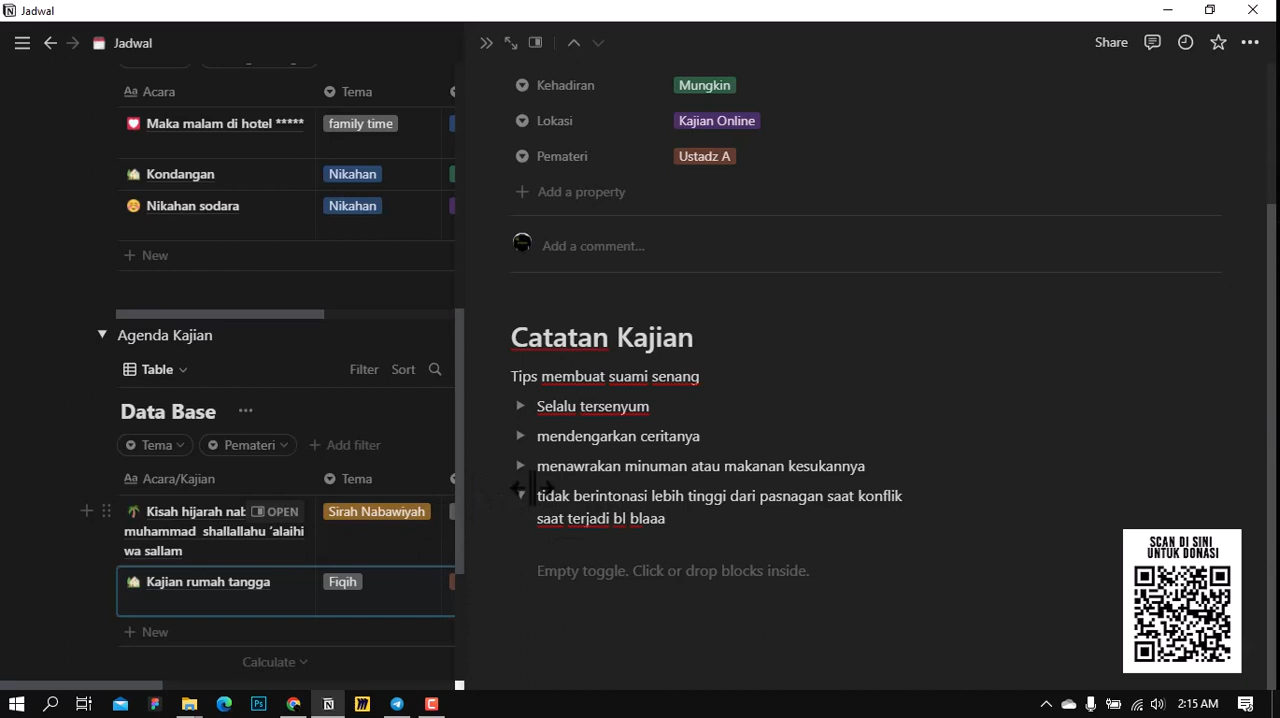 Jadwal
Jadwal
Share
Acara
Tema
Maka malam di hotel *****
family time
Kondangan
Nikahan
Nikahan sodara
Nikahan
New
Agenda Kajian
Table
Filter
Sort
Data Base
Tema
Pemateri
Add filter
Acara/Kajian
Tema
Kisah hijarah nab
OPEN
muhammad shallallahu ‘alaihi
wa sallam
Sirah Nabawiyah
Kajian rumah tangga
Fiqih
New
Calculate
Kehadiran
Mungkin
Lokasi
Kajian Online
Pemateri
Ustadz A
Add a property
Add a comment...
Catatan Kajian
Tips membuat suami senang
Selalu tersenyum
mendengarkan ceritanya
menawrakan minuman atau makanan kesukannya
tidak berintonasi lebih tinggi dari pasnagan saat konflik
saat terjadi bl blaaa
Empty toggle. Click or drop blocks inside.
SCAN DI SINI
UNTUK DONASI
2:15 AM